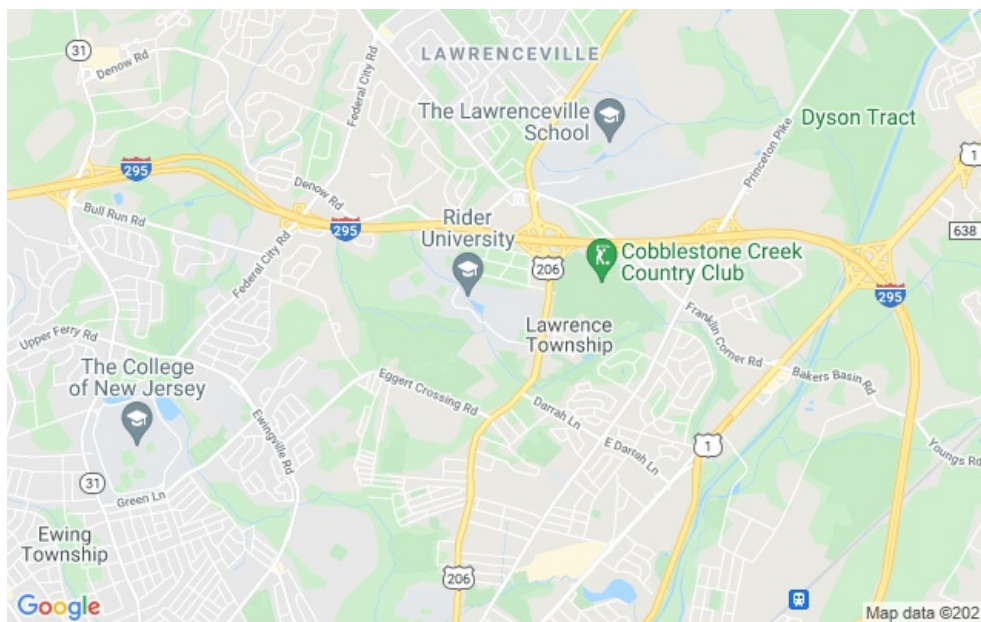 31
Denow Rd
Federal City Rd
LAWRENCEVILLE
The Lawrenceville
School
Dyson Tract
Princeton Pike
1
295
Denow Rd
Bull Run Rd
295
Rider
University
206
Cobblestone Creek
Country Club
638
295
Federal City Rd
Upper Ferry Rd
Lawrence
Township
Franklin Corner Rd
The College
of New Jersey
Eggert Crossing Rd
Bakers Basin Rd
Ewingville Rd
Darrah Ln
E Darrah Ln
1
Youngs Rd
31
Green Ln
Ewing
Township
206
Google
Map data ©202